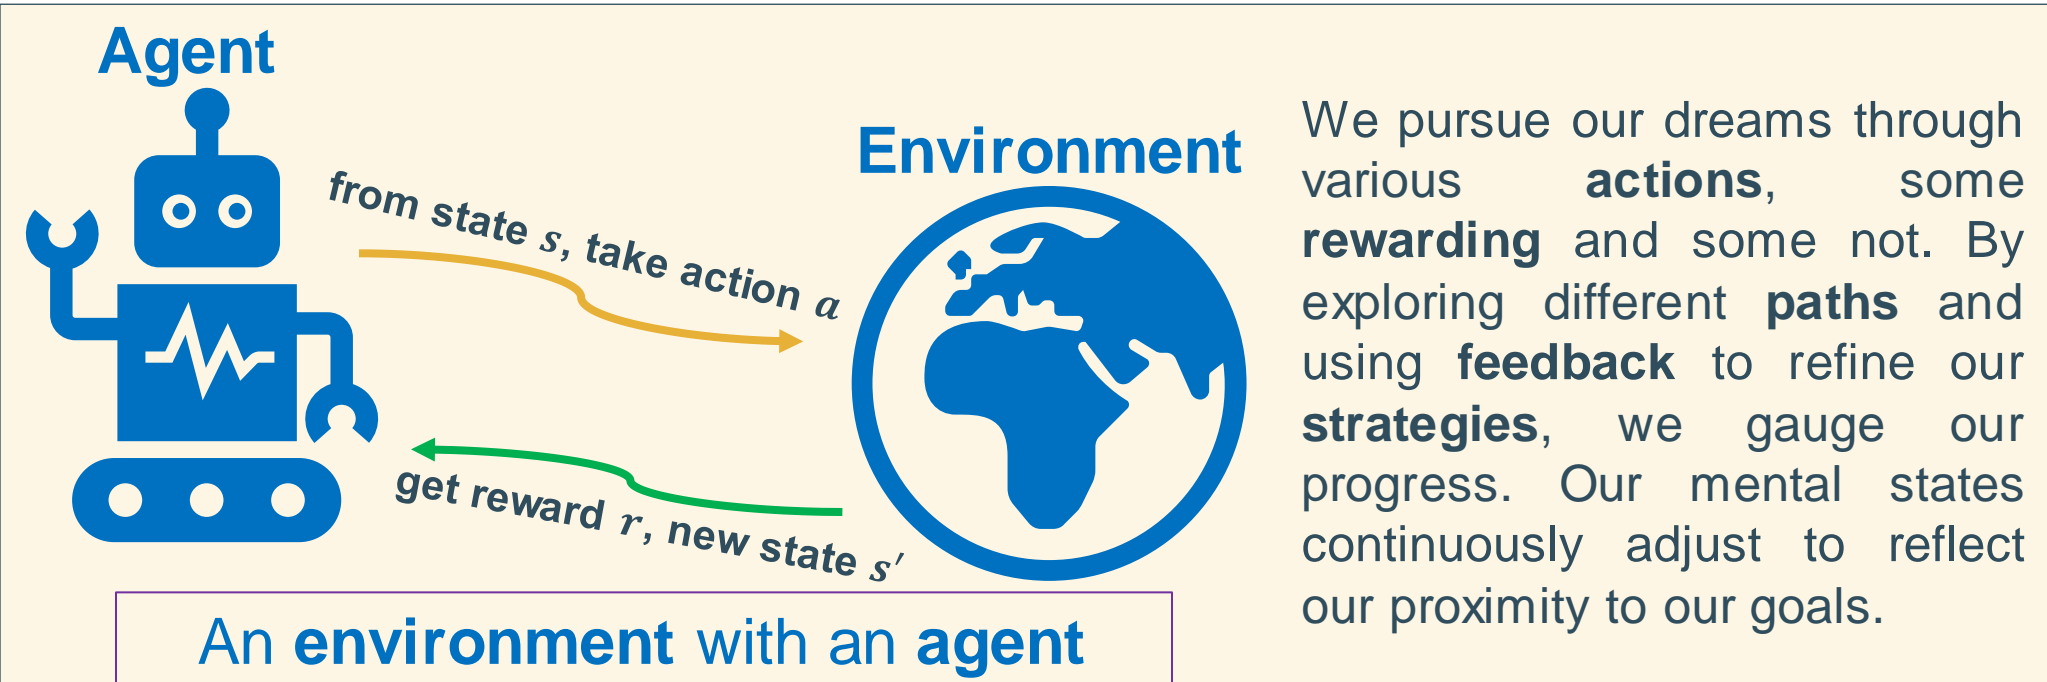 Agent
from state s, take action a
get reward r, new state s′
Environment
An environment with an agent
We pursue our dreams through
various actions, some
rewarding and some not. By
exploring different paths and
using feedback to refine our
strategies, we gauge our
progress. Our mental states
continuously adjust to reflect
our proximity to our goals.